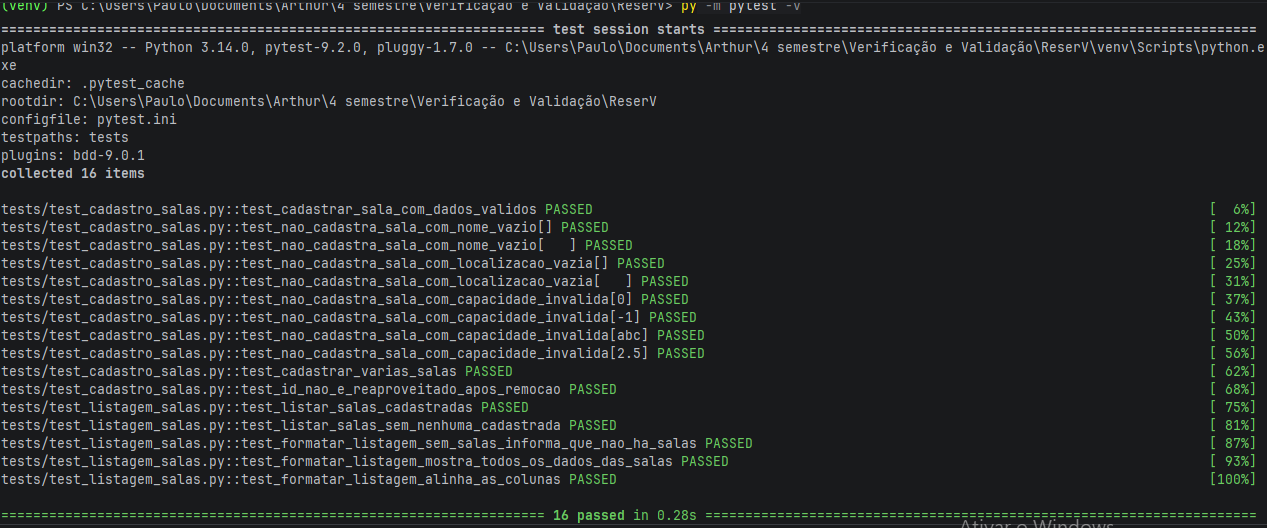 (venv) PS C:\Users\Paulo\Documents\Arthur\4 semestre\Verificação e Validação\ReserV> py -m pytest -v
=================================================================== test session starts ====================================================================
platform win32 -- Python 3.14.0, pytest-9.2.0, pluggy-1.7.0 -- C:\Users\Paulo\Documents\Arthur\4 semestre\Verificação e Validação\ReserV\venv\Scripts\python.e
xe
cachedir: .pytest_cache
rootdir: C:\Users\Paulo\Documents\Arthur\4 semestre\Verificação e Validação\ReserV
configfile: pytest.ini
testpaths: tests
plugins: bdd-9.0.1
collected 16 items
tests/test_cadastro_salas.py::test_cadastrar_sala_com_dados_validos PASSED [  6%]
tests/test_cadastro_salas.py::test_nao_cadastra_sala_com_nome_vazio[] PASSED [ 12%]
tests/test_cadastro_salas.py::test_nao_cadastra_sala_com_nome_vazio[   ] PASSED [ 18%]
tests/test_cadastro_salas.py::test_nao_cadastra_sala_com_localizacao_vazia[] PASSED [ 25%]
tests/test_cadastro_salas.py::test_nao_cadastra_sala_com_localizacao_vazia[   ] PASSED [ 31%]
tests/test_cadastro_salas.py::test_nao_cadastra_sala_com_capacidade_invalida[0] PASSED [ 37%]
tests/test_cadastro_salas.py::test_nao_cadastra_sala_com_capacidade_invalida[-1] PASSED [ 43%]
tests/test_cadastro_salas.py::test_nao_cadastra_sala_com_capacidade_invalida[abc] PASSED [ 50%]
tests/test_cadastro_salas.py::test_nao_cadastra_sala_com_capacidade_invalida[2.5] PASSED [ 56%]
tests/test_cadastro_salas.py::test_cadastrar_varias_salas PASSED [ 62%]
tests/test_cadastro_salas.py::test_id_nao_e_reaproveitado_apos_remocao PASSED [ 68%]
tests/test_listagem_salas.py::test_listar_salas_cadastradas PASSED [ 75%]
tests/test_listagem_salas.py::test_listar_salas_sem_nenhuma_cadastrada PASSED [ 81%]
tests/test_listagem_salas.py::test_formatar_listagem_sem_salas_informa_que_nao_ha_salas PASSED [ 87%]
tests/test_listagem_salas.py::test_formatar_listagem_mostra_todos_os_dados_das_salas PASSED [ 93%]
tests/test_listagem_salas.py::test_formatar_listagem_alinha_as_colunas PASSED [100%]
=================================================================== 16 passed in 0.28s =====================================================================
Ativar o Windows